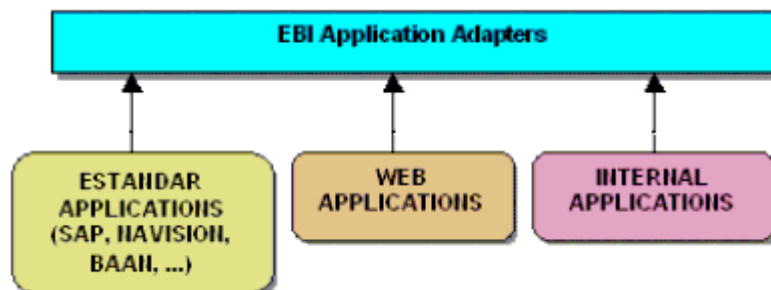 EBI Application Adapters
ESTANDAR
APPLICATIONS
(SAP, NAVISION,
BAAN, ...)
WEB
APPLICATIONS
INTERNAL
APPLICATIONS